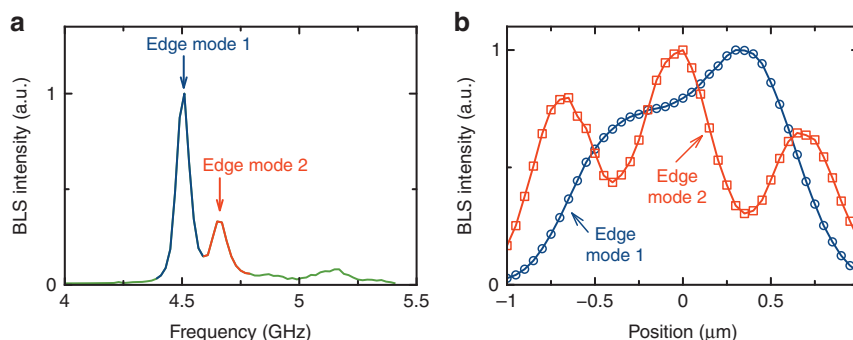 a
Edge mode 1
Edge mode 2
BLS intensity (a.u.)
1
0
4
4.5
5
5.5
Frequency (GHz)
b
BLS intensity (a.u.)
1
0
Edge
mode 2
Edge
mode 1
–1
–0.5
0
0.5
Position (μm)